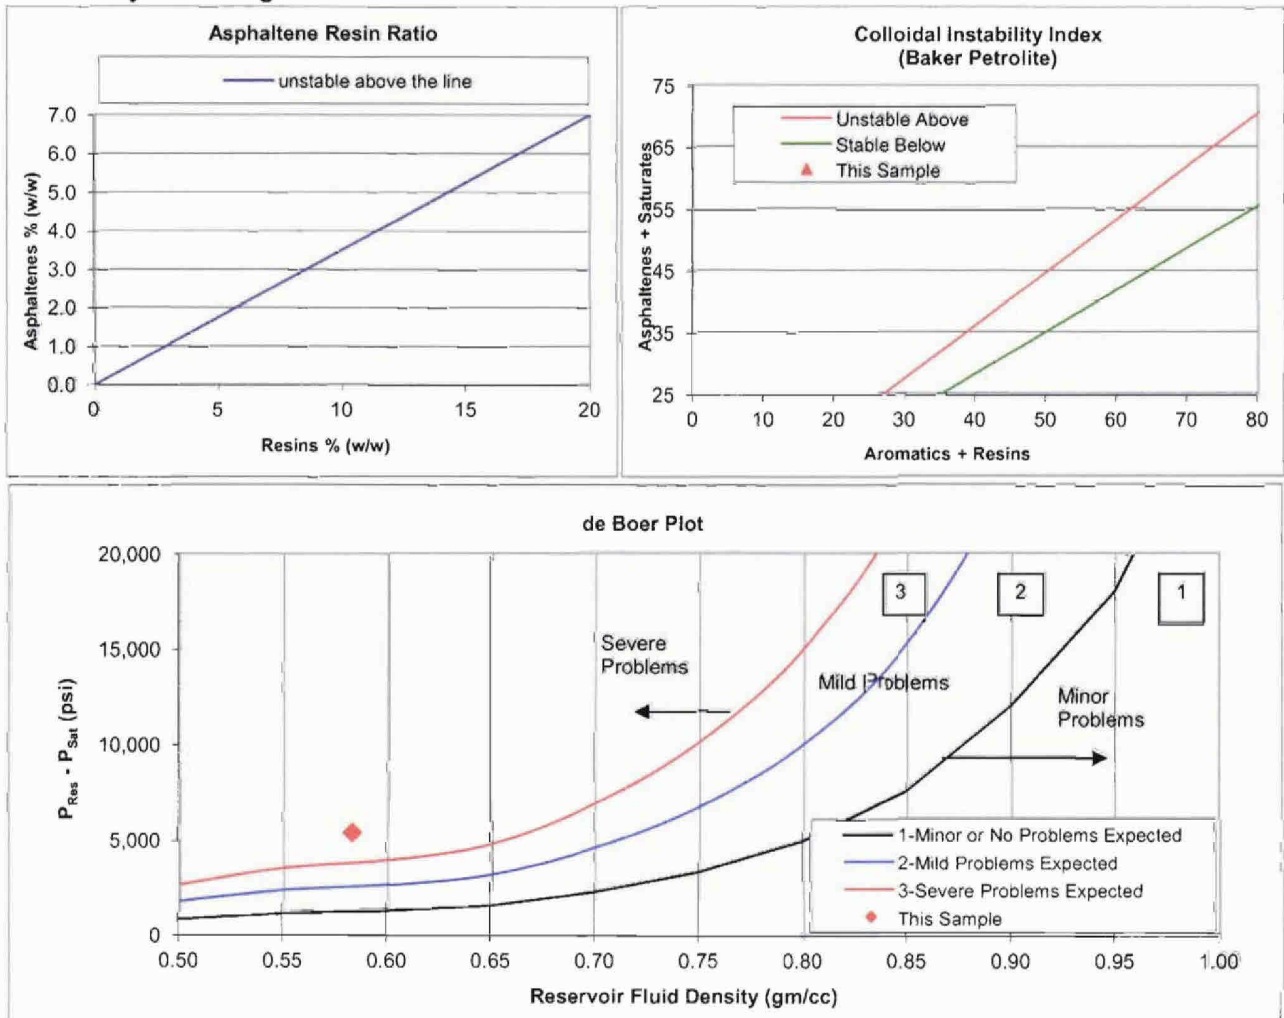 Asphaltene Resin Ratio
unstable above the line
7.0
6.0
5.0
4.0
3.0
2.0
1.0
0.0
Asphaltenes % (w/w)
0
5
10
15
20
Resins % (w/w)
Colloidal Instability Index
(Baker Petrolite)
Unstable Above
Stable Below
This Sample
75
65
55
45
35
25
Asphaltenes + Saturates
0
10
20
30
40
50
60
70
80
Aromatics + Resins
de Boer Plot
20,000
15,000
10,000
5,000
0
P_Res - P_Sat (psi)
3
2
1
Severe
Problems
Mild Problems
Minor
Problems
1-Minor or No Problems Expected
2-Mild Problems Expected
3-Severe Problems Expected
This Sample
0.50
0.55
0.60
0.65
0.70
0.75
0.80
0.85
0.90
0.95
1.00
Reservoir Fluid Density (gm/cc)